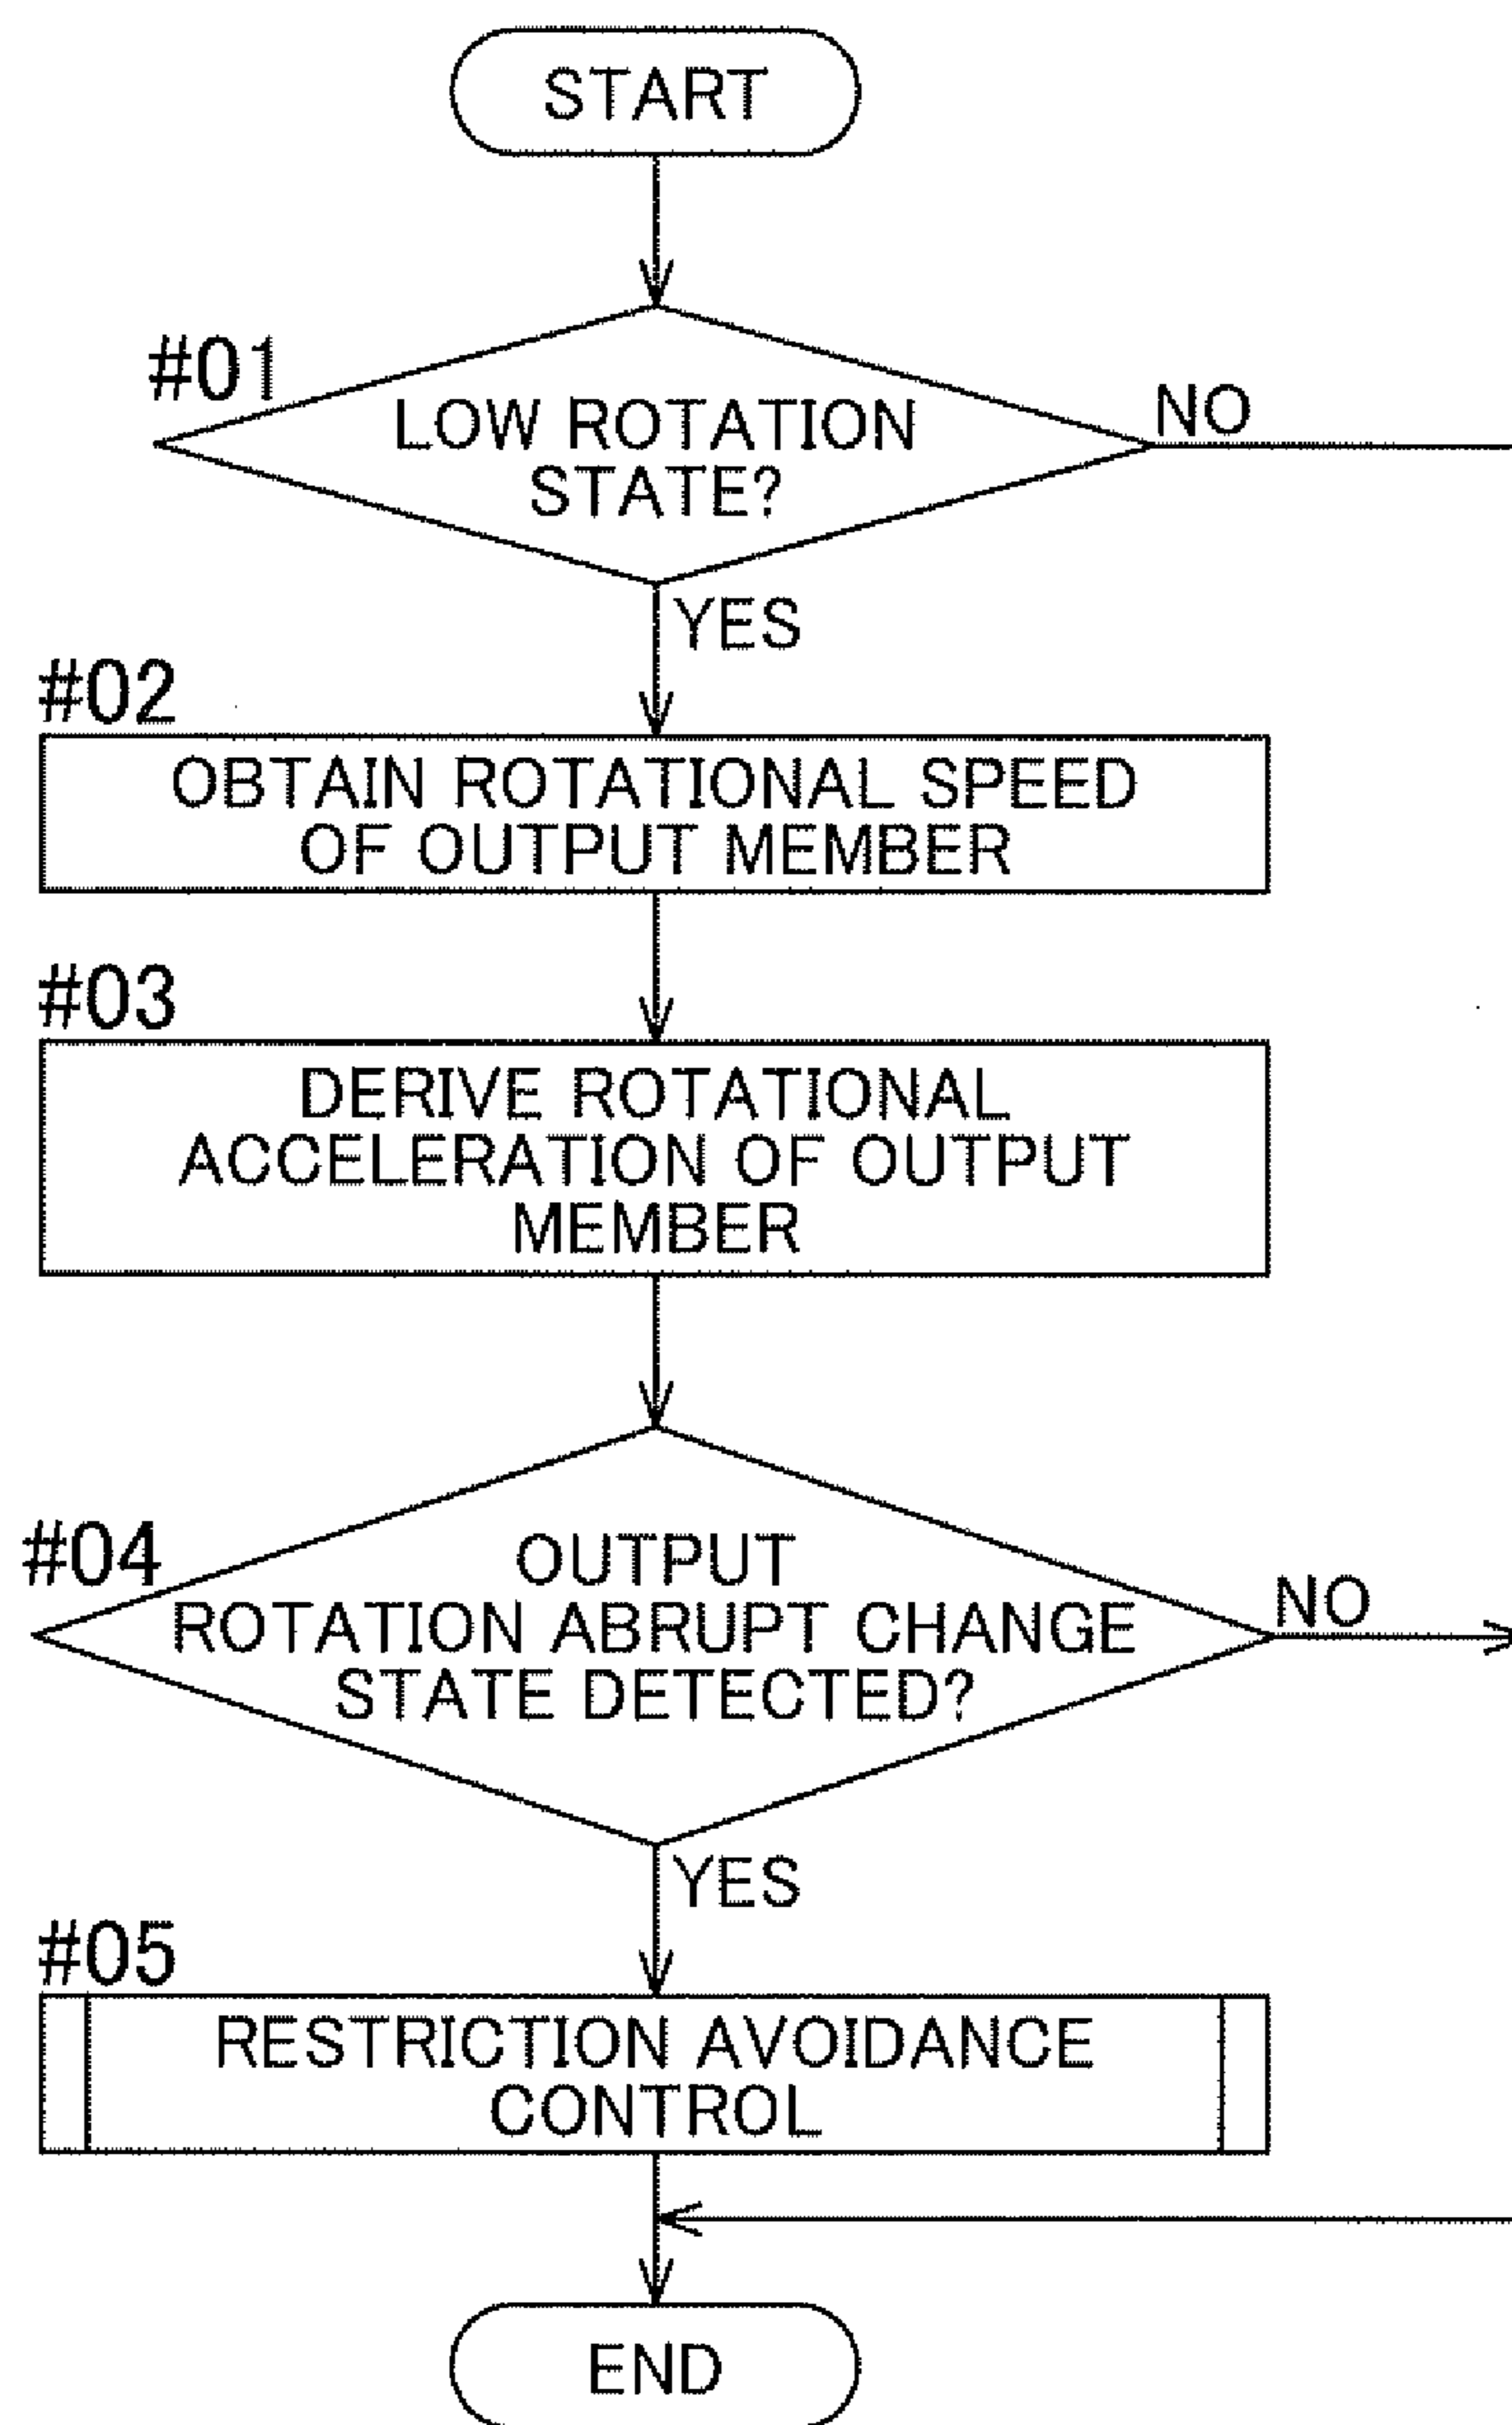 START
#01
LOW ROTATION
STATE?
NO
YES
#02
OBTAIN ROTATIONAL SPEED
OF OUTPUT MEMBER
#03
DERIVE ROTATIONAL
ACCELERATION OF OUTPUT
MEMBER
#04
OUTPUT
ROTATION ABRUPT CHANGE
STATE DETECTED?
NO
YES
#05
RESTRICTION AVOIDANCE
CONTROL
END